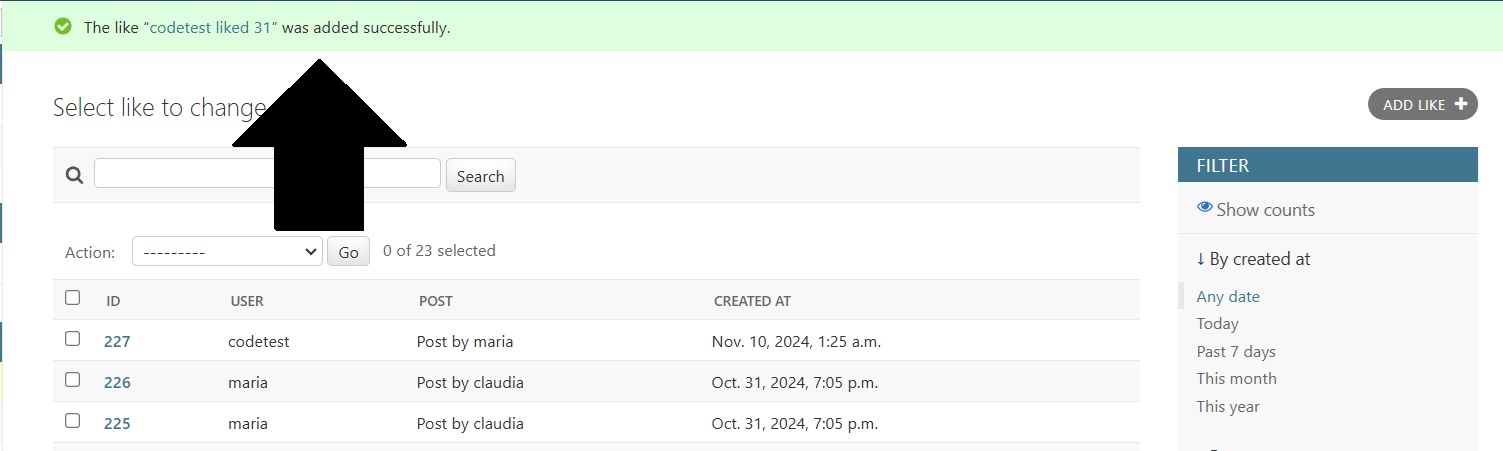 The like “codetest liked 31” was added successfully.
Select like to change
ADD LIKE
Search
FILTER
Show counts
Action: --------- Go 0 of 23 selected
↓ By created at
Any date
Today
Past 7 days
This month
This year
ID USER POST CREATED AT
227 codetest Post by maria Nov. 10, 2024, 1:25 a.m.
226 maria Post by claudia Oct. 31, 2024, 7:05 p.m.
225 maria Post by claudia Oct. 31, 2024, 7:05 p.m.